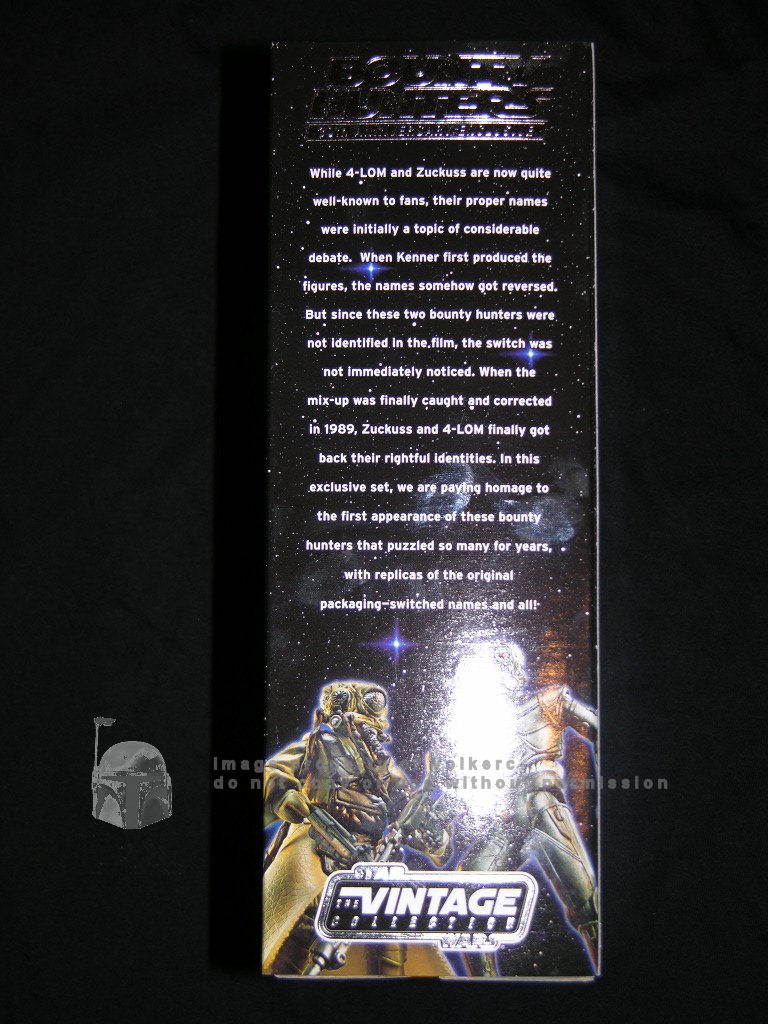 BOUNTY
HUNTERS
While 4-LOM and Zuckuss are now quite
well-known to fans, their proper names
were initially a topic of considerable
debate. When Kenner first produced the
figures, the names somehow got reversed.
But since these two bounty hunters were
not identified in the film, the switch was
not immediately noticed. When the
mix-up was finally caught and corrected
in 1989, Zuckuss and 4-LOM finally got
back their rightful identities. In this
exclusive set, we are paying homage to
the first appearance of these bounty
hunters that puzzled so many for years,
with replicas of the original
packaging—switched names and all!
do without
STAR
THE VINTAGE
COLLECTION
WARS